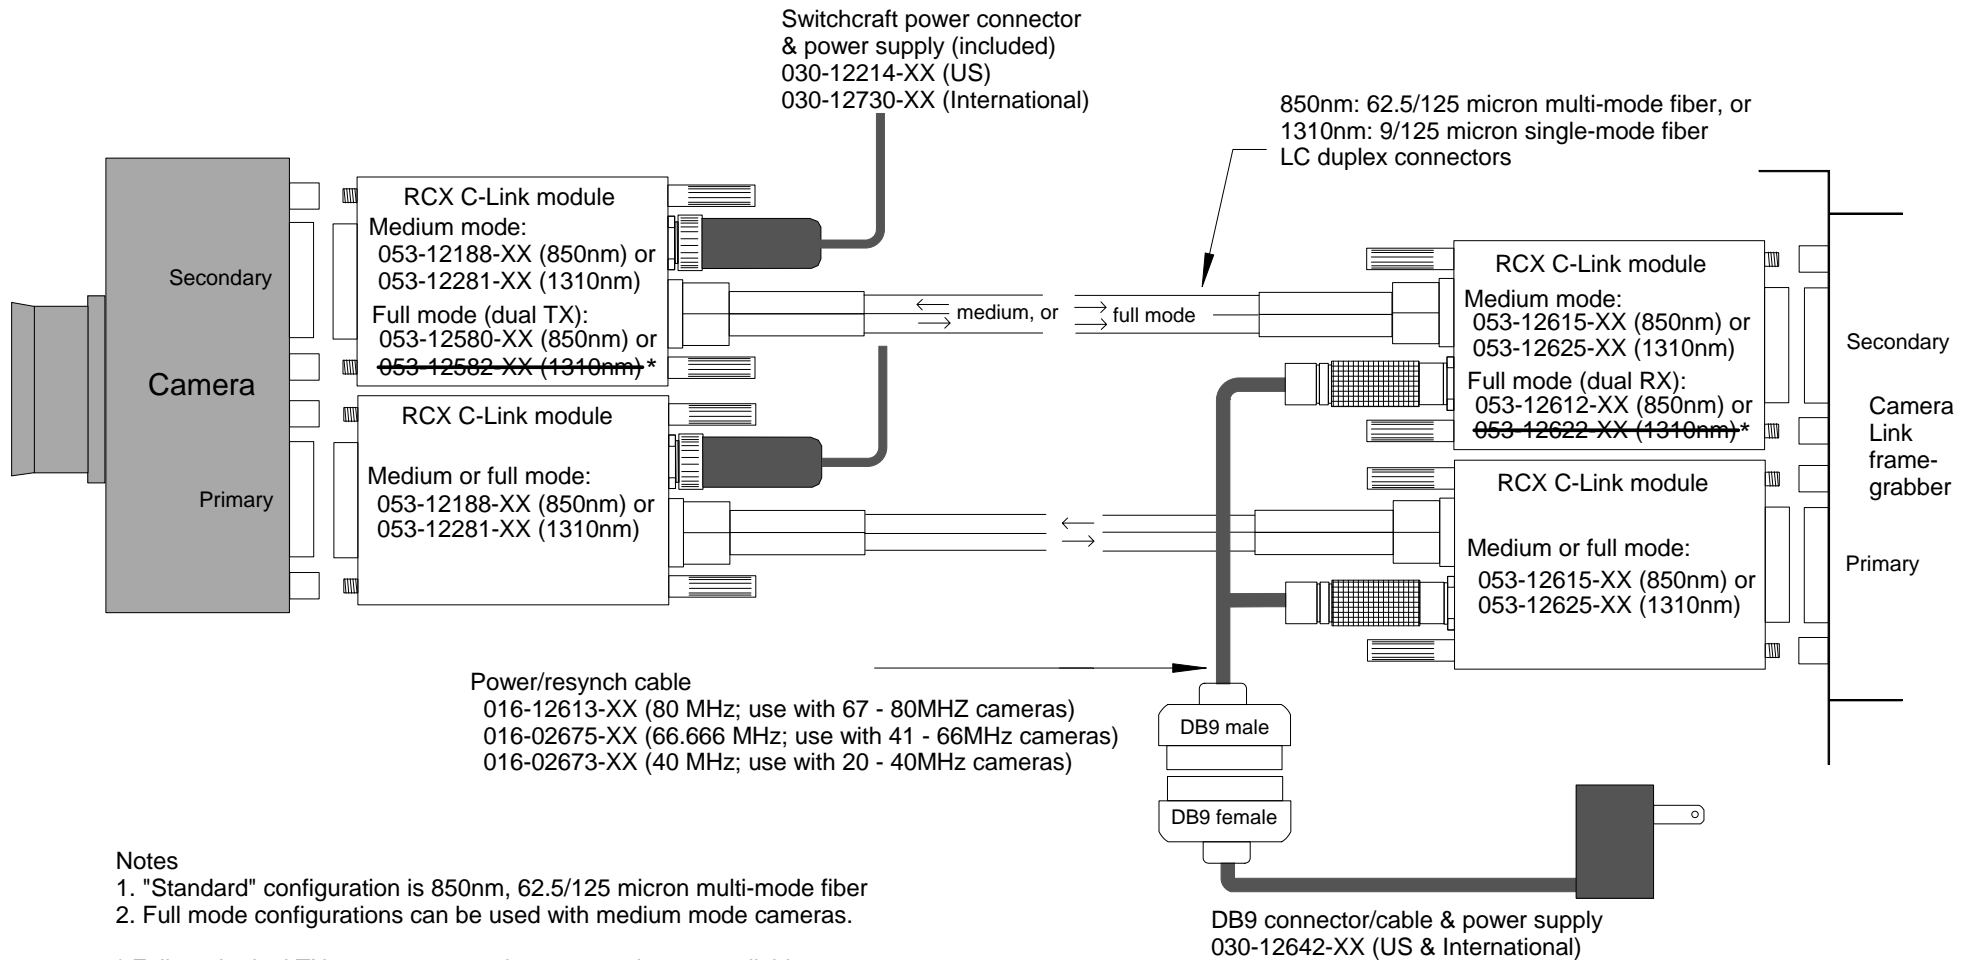 Switchcraft power connector
& power supply (included)
030-12214-XX (US)
030-12730-XX (International)
850nm: 62.5/125 micron multi-mode fiber, or
1310nm: 9/125 micron single-mode fiber
LC duplex connectors
Camera
Secondary
Primary
RCX C-Link module
Medium mode:
053-12188-XX (850nm) or
053-12281-XX (1310nm)
Full mode (dual TX):
053-12580-XX (850nm) or
053-12582-XX (1310nm) *
RCX C-Link module
Medium or full mode:
053-12188-XX (850nm) or
053-12281-XX (1310nm)
medium, or
full mode
RCX C-Link module
Medium mode:
053-12615-XX (850nm) or
053-12625-XX (1310nm)
Full mode (dual RX):
053-12612-XX (850nm) or
053-12622-XX (1310nm) *
RCX C-Link module
Medium or full mode:
053-12615-XX (850nm) or
053-12625-XX (1310nm)
Secondary
Camera
Link
frame-
grabber
Primary
Power/resynch cable
016-12613-XX (80 MHz; use with 67 - 80MHZ cameras)
016-02675-XX (66.666 MHz; use with 41 - 66MHz cameras)
016-02673-XX (40 MHz; use with 20 - 40MHz cameras)
DB9 male
DB9 female
DB9 connector/cable & power supply
030-12642-XX (US & International)
Notes
1. "Standard" configuration is 850nm, 62.5/125 micron multi-mode fiber
2. Full mode configurations can be used with medium mode cameras.